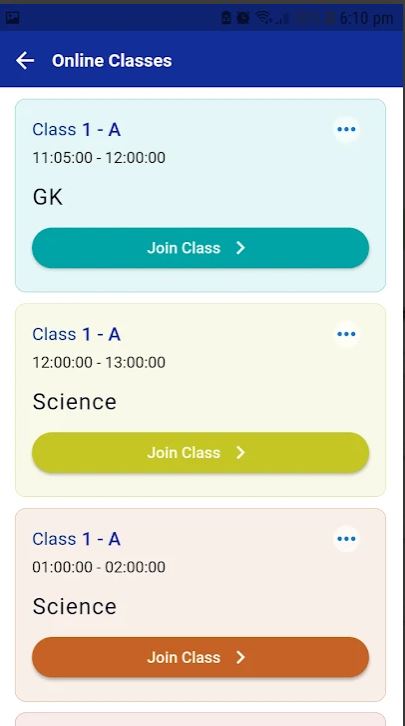 6:10 pm
Online Classes
Class 1 - A
11:05:00 - 12:00:00
GK
Join Class
Class 1 - A
12:00:00 - 13:00:00
Science
Join Class
Class 1 - A
01:00:00 - 02:00:00
Science
Join Class